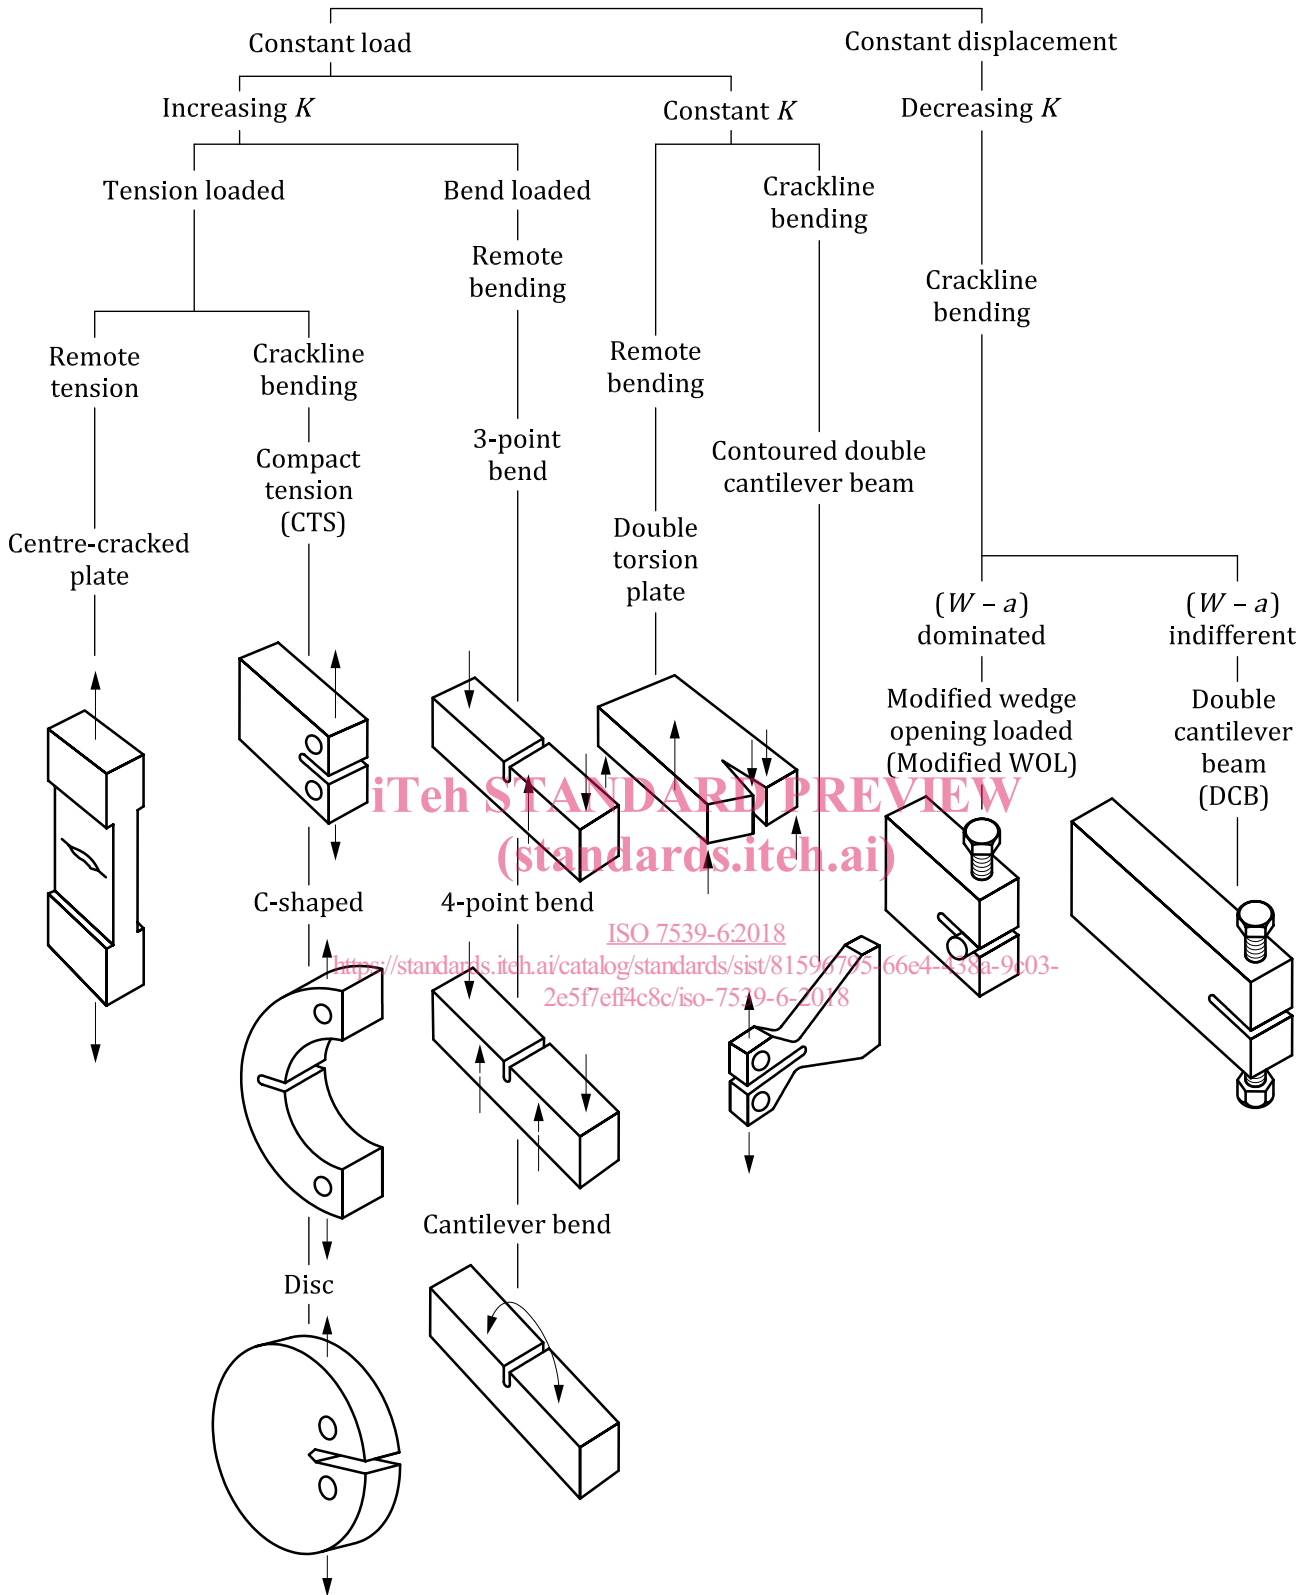 Constant load
Constant displacement
Increasing K
Constant K
Decreasing K
Tension loaded
Bend loaded
Crackline
bending
Remote
bending
Crackline
bending
Remote
tension
Crackline
bending
Remote
bending
3-point
bend
Contoured double
cantilever beam
Compact
tension
(CTS)
Centre-cracked
plate
Double
torsion
plate
(W – a)
dominated
(W – a)
indifferent
Modified wedge
opening loaded
(Modified WOL)
Double
cantilever
beam
(DCB)
iTeh STANDARD PREVIEW
(standards.iteh.ai)
C-shaped
4-point bend
ISO 7539-6:2018
https://standards.iteh.ai/catalog/standards/sist/81596795-66e4-438a-9c03-
2e5f7eff4c8c/iso-7539-6-2018
Cantilever bend
Disc